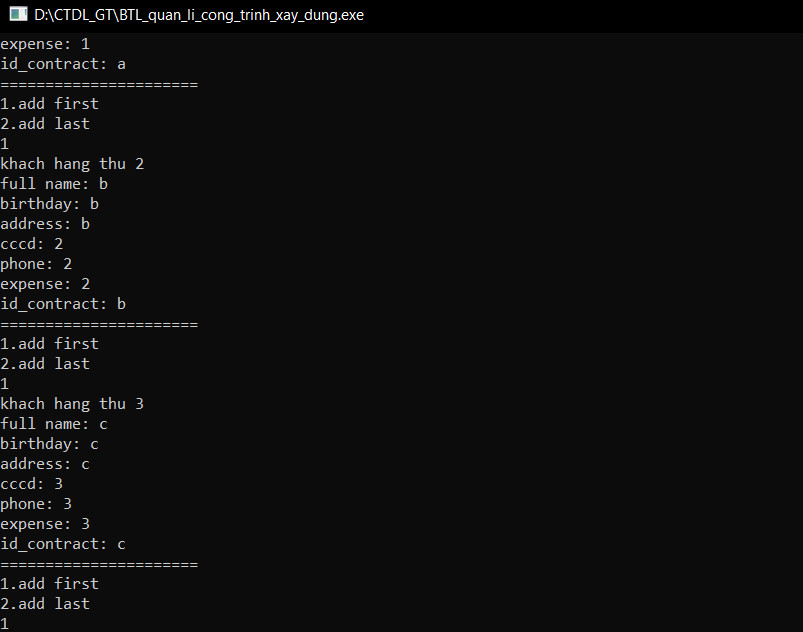 D:\CTDL_GT\BTL_quan_li_cong_trinh_xay_dung.exe
expense: 1
id_contract: a
======================
1.add first
2.add last
1
khach hang thu 2
full name: b
birthday: b
address: b
cccd: 2
phone: 2
expense: 2
id_contract: b
======================
1.add first
2.add last
1
khach hang thu 3
full name: c
birthday: c
address: c
cccd: 3
phone: 3
expense: 3
id_contract: c
======================
1.add first
2.add last
1